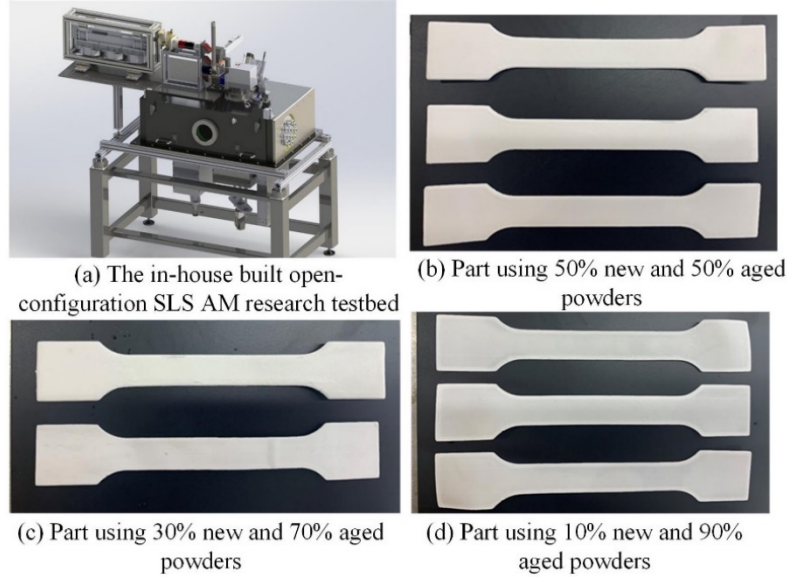 (a) The in-house built open-
configuration SLS AM research testbed
(b) Part using 50% new and 50% aged
powders
(c) Part using 30% new and 70% aged
powders
(d) Part using 10% new and 90%
aged powders